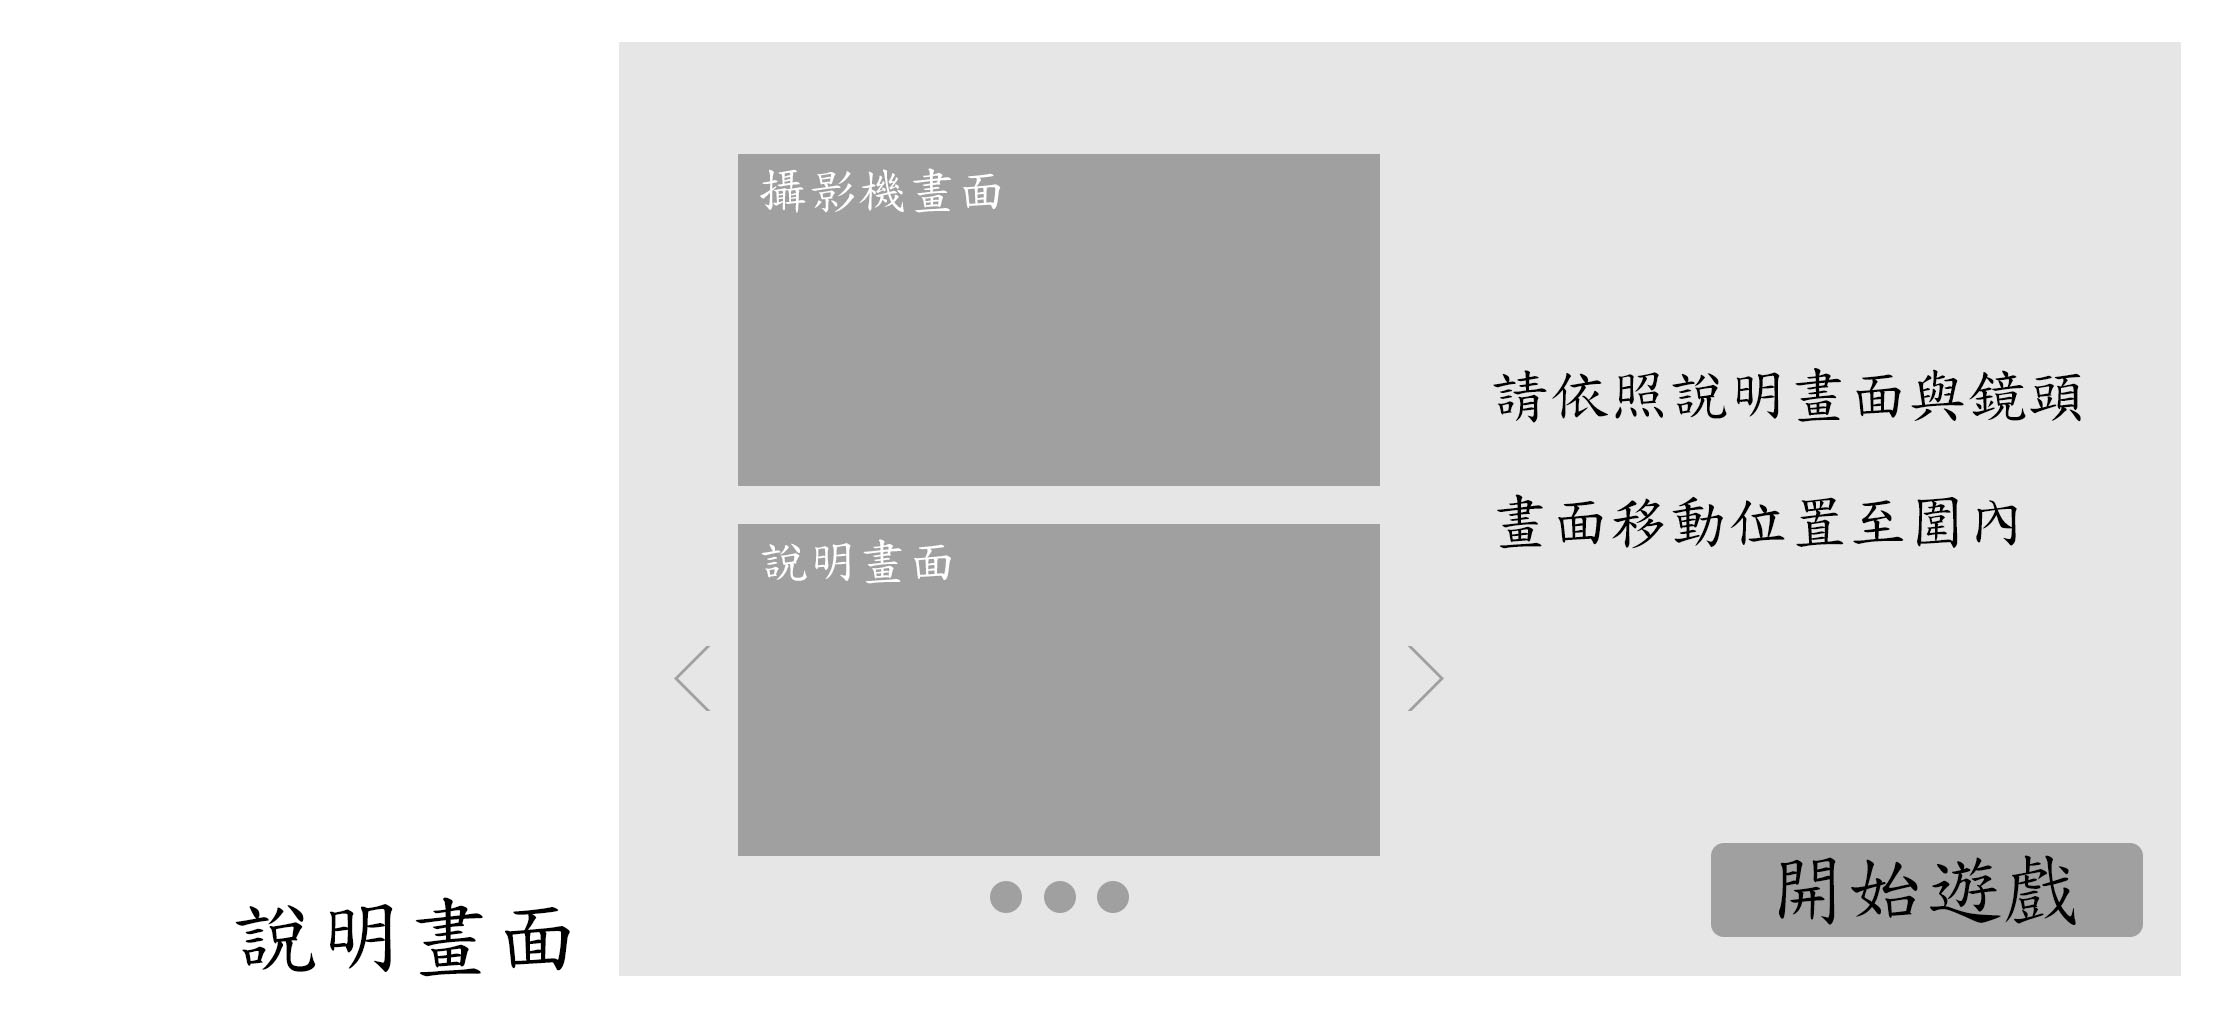 攝影機畫面
請依照說明畫面與鏡頭
畫面移動位置至圍內
說明畫面
開始遊戲
說明畫面